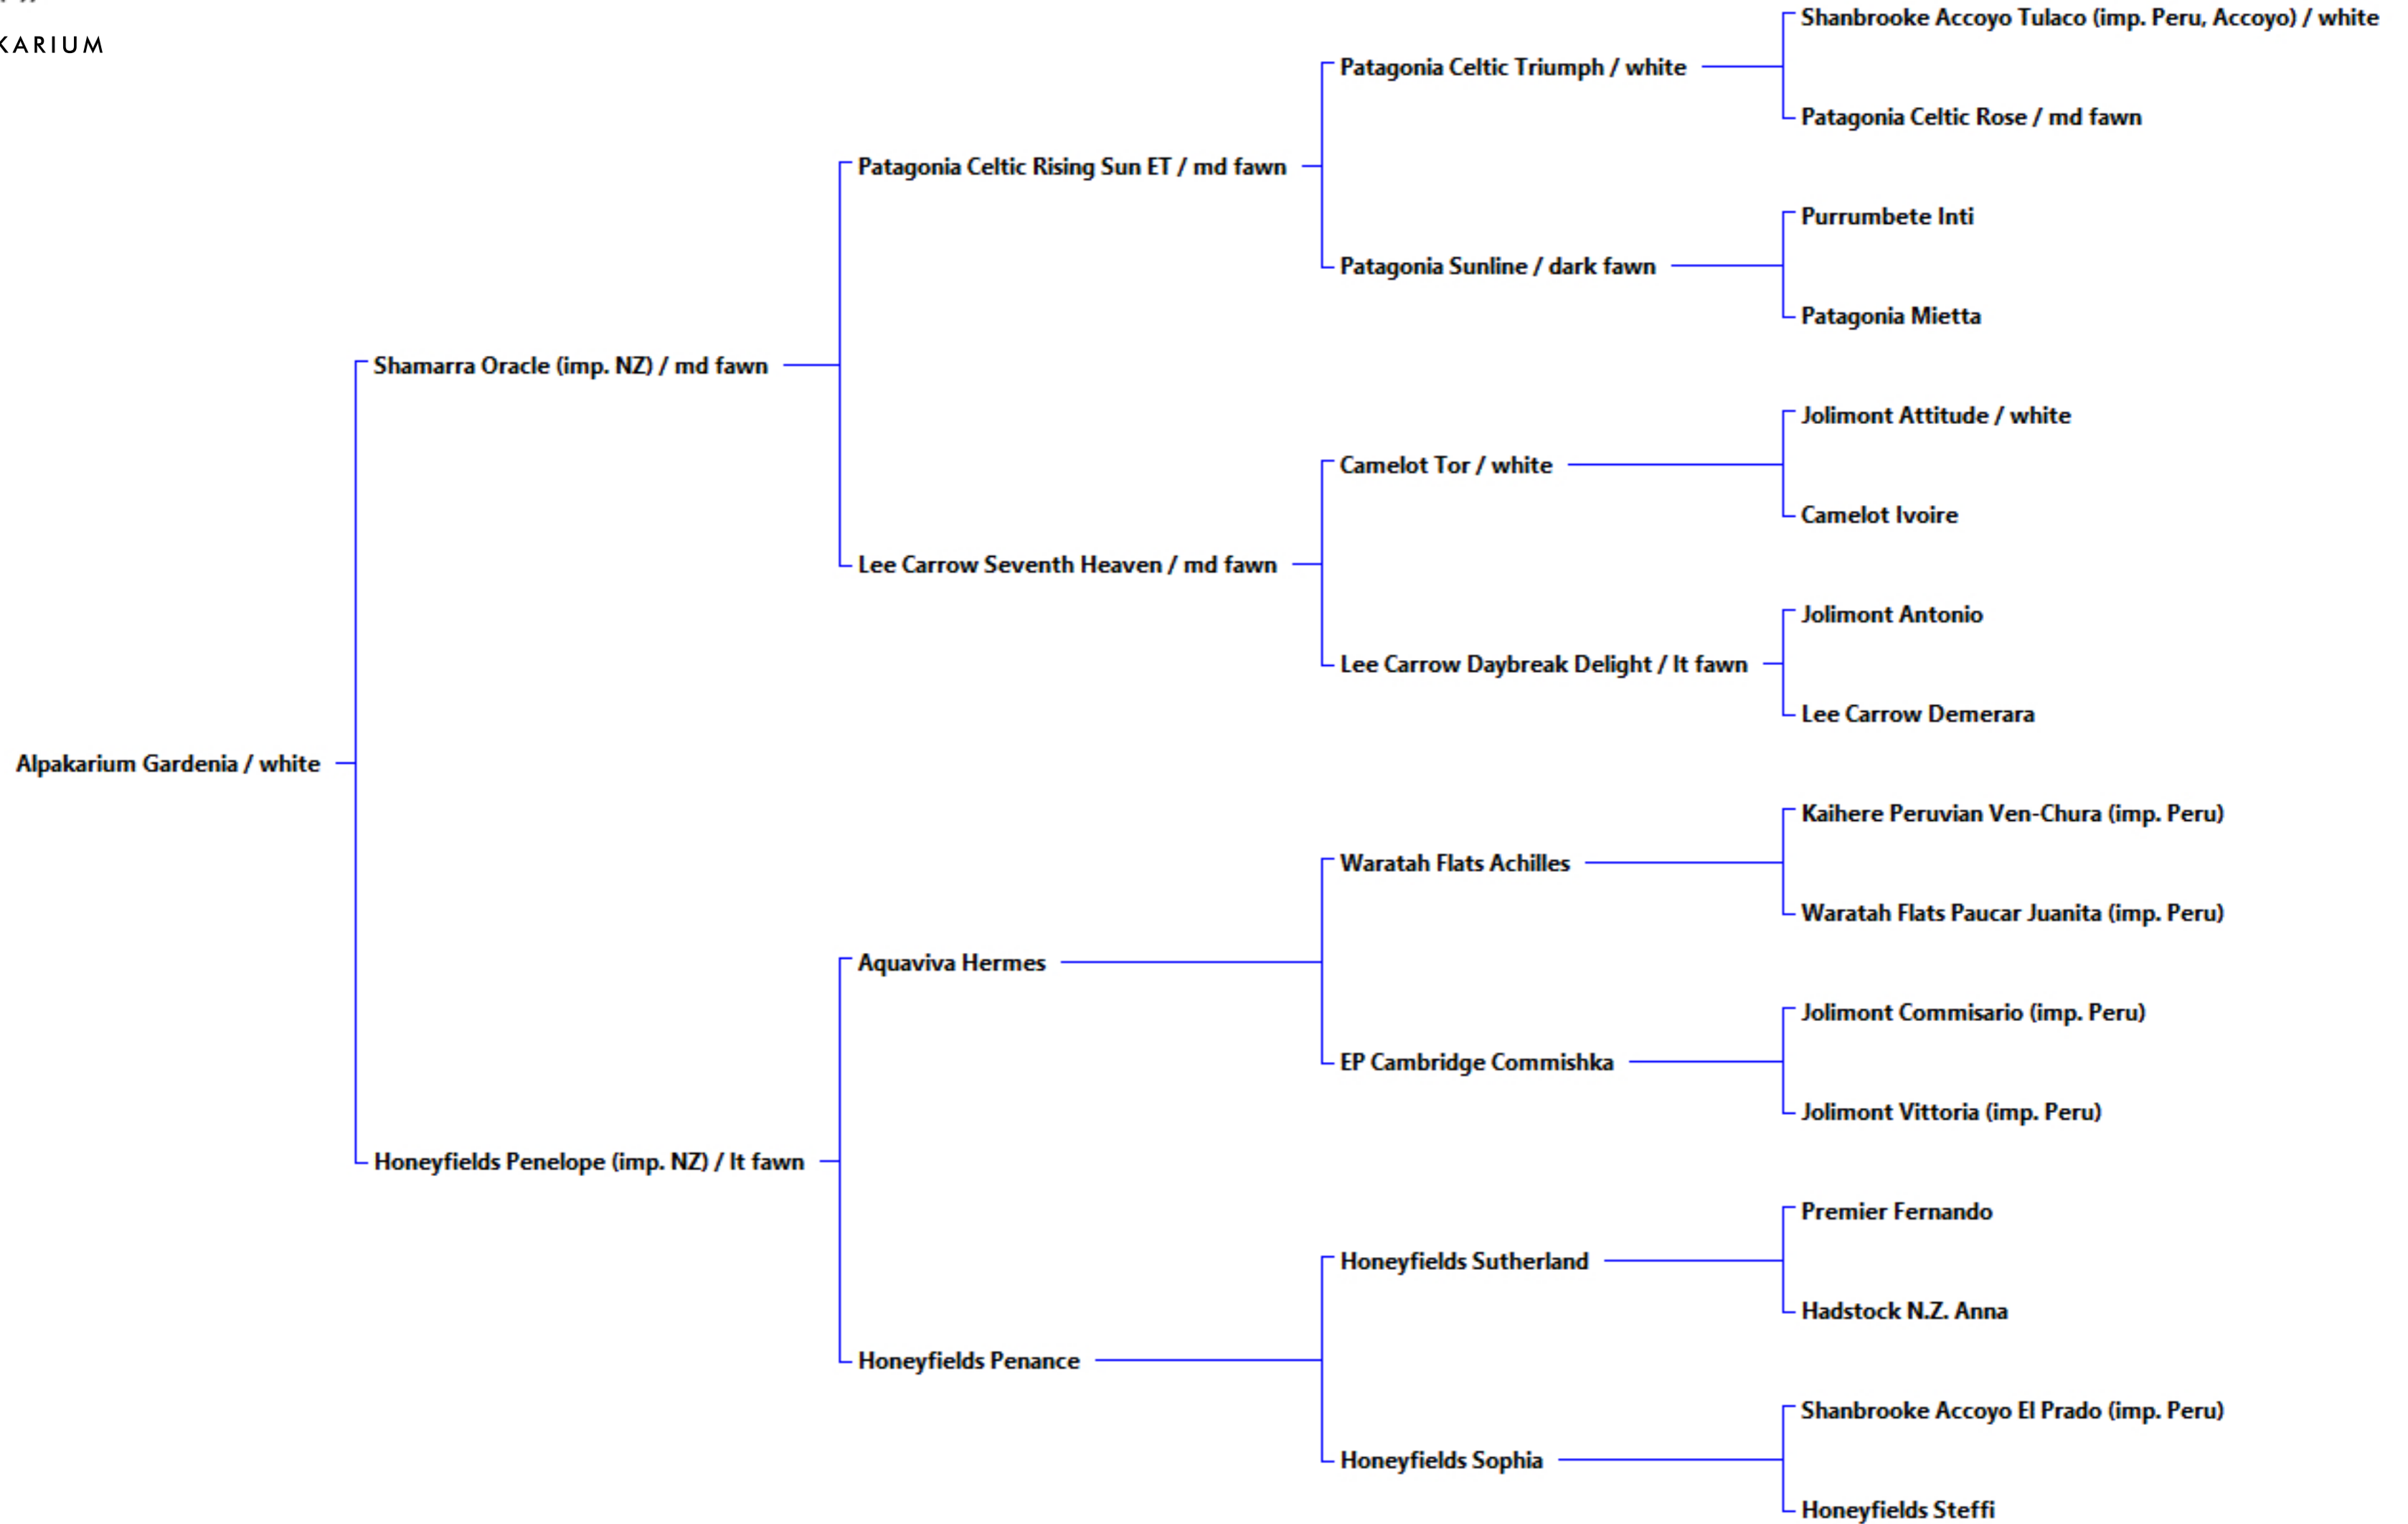 KARIUM
Shanbrooke Accoyo Tulaco (imp. Peru, Accoyo) / white
Patagonia Celtic Triumph / white
Patagonia Celtic Rose / md fawn
Patagonia Celtic Rising Sun ET / md fawn
Purrumbete Inti
Patagonia Sunline / dark fawn
Patagonia Mietta
Shamarra Oracle (imp. NZ) / md fawn
Jolimont Attitude / white
Camelot Tor / white
Camelot Ivoire
Lee Carrow Seventh Heaven / md fawn
Jolimont Antonio
Lee Carrow Daybreak Delight / lt fawn
Lee Carrow Demerara
Alpakarium Gardenia / white
Kaihere Peruvian Ven-Chura (imp. Peru)
Waratah Flats Achilles
Waratah Flats Paucar Juanita (imp. Peru)
Aquaviva Hermes
Jolimont Commisario (imp. Peru)
EP Cambridge Commishka
Jolimont Vittoria (imp. Peru)
Honeyfields Penelope (imp. NZ) / lt fawn
Premier Fernando
Honeyfields Sutherland
Hadstock N.Z. Anna
Honeyfields Penance
Shanbrooke Accoyo El Prado (imp. Peru)
Honeyfields Sophia
Honeyfields Steffi